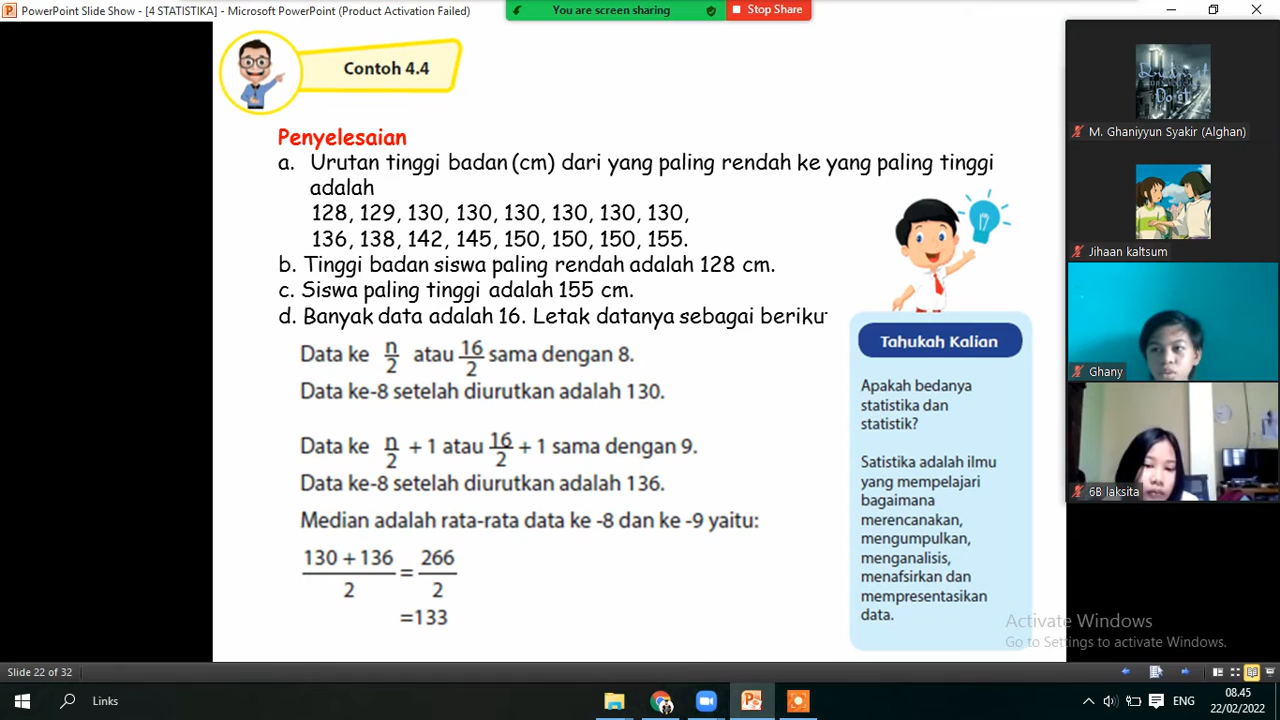 PowerPoint Slide Show - [4 STATISTIKA] - Microsoft PowerPoint (Product Activation Failed)
You are screen sharing
Stop Share
Contoh 4.4
Penyelesaian
a. Urutan tinggi badan (cm) dari yang paling rendah ke yang paling tinggi
adalah
128, 129, 130, 130, 130, 130, 130, 130,
136, 138, 142, 145, 150, 150, 150, 155.
b. Tinggi badan siswa paling rendah adalah 128 cm.
c. Siswa paling tinggi adalah 155 cm.
d. Banyak data adalah 16. Letak datanya sebagai beriku
Data ke n/2 atau 16/2 sama dengan 8.
Data ke-8 setelah diurutkan adalah 130.
Data ke n/2 + 1 atau 16/2 + 1 sama dengan 9.
Data ke-8 setelah diurutkan adalah 136.
Median adalah rata-rata data ke -8 dan ke -9 yaitu:
130 + 136 / 2 = 266 / 2
=133
17
Tahukah Kalian
Apakah bedanya
statistika dan
statistik?
Satistika adalah ilmu
yang mempelajari
bagaimana
merencanakan,
mengumpulkan,
menganalisis,
menafsirkan dan
mempresentasikan
data.
M. Ghaniyyun Syakir (Alghan)
Jihaan kaltsum
Ghany
6B laksita
Activate Windows
Go to Settings to activate Windows.
Slide 22 of 32
Links
ENG
08.45
22/02/2022